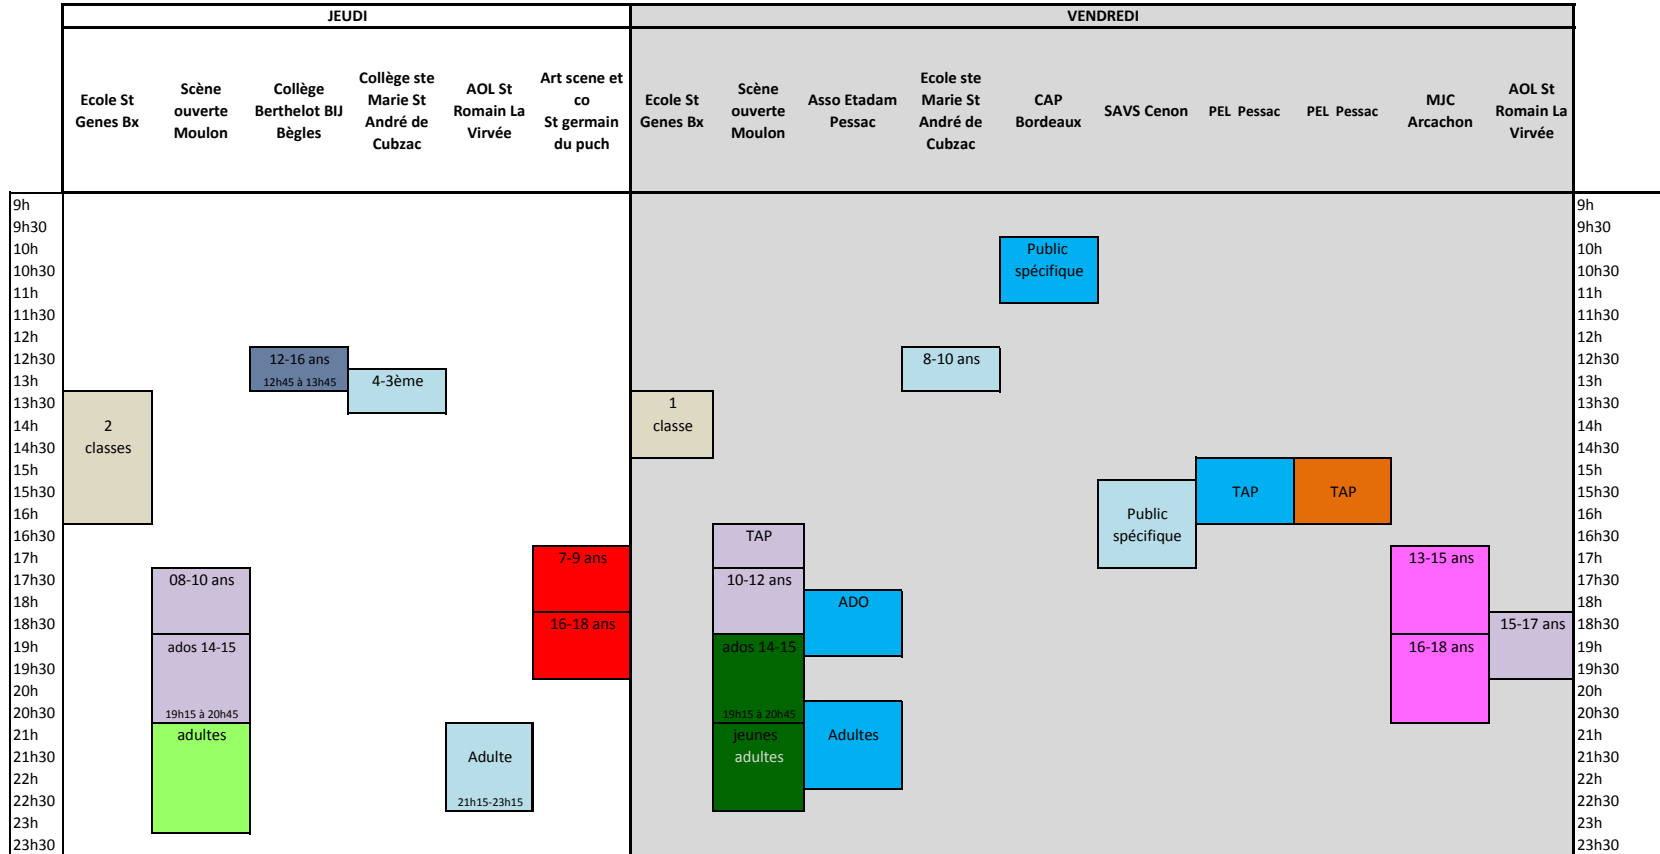 JEUDI
VENDREDI
Ecole St
Genes Bx
Scène
ouverte
Moulon
Collège
Berthelot BIJ
Bègles
Collège ste
Marie St
André de
Cubzac
AOL St
Romain La
Virvée
Art scene et
co
St germain
du puch
Ecole St
Genes Bx
Scène
ouverte
Moulon
Asso Etadam
Pessac
Ecole ste
Marie St
André de
Cubzac
CAP
Bordeaux
SAVS Cenon
PEL Pessac
PEL Pessac
MJC
Arcachon
AOL St
Romain La
Virvée
9h
9h30
10h
10h30
11h
11h30
12h
12h30
13h
13h30
14h
14h30
15h
15h30
16h
16h30
17h
17h30
18h
18h30
19h
19h30
20h
20h30
21h
21h30
22h
22h30
23h
23h30
2
classes
08-10 ans
ados 14-15
19h15 à 20h45
adultes
12-16 ans
12h45 à 13h45
4-3ème
Adulte
21h15-23h15
7-9 ans
16-18 ans
1
classe
TAP
10-12 ans
ados 14-15
19h15 à 20h45
jeunes
adultes
ADO
Adultes
8-10 ans
Public
spécifique
Public
spécifique
TAP
TAP
13-15 ans
16-18 ans
15-17 ans
9h
9h30
10h
10h30
11h
11h30
12h
12h30
13h
13h30
14h
14h30
15h
15h30
16h
16h30
17h
17h30
18h
18h30
19h
19h30
20h
20h30
21h
21h30
22h
22h30
23h
23h30